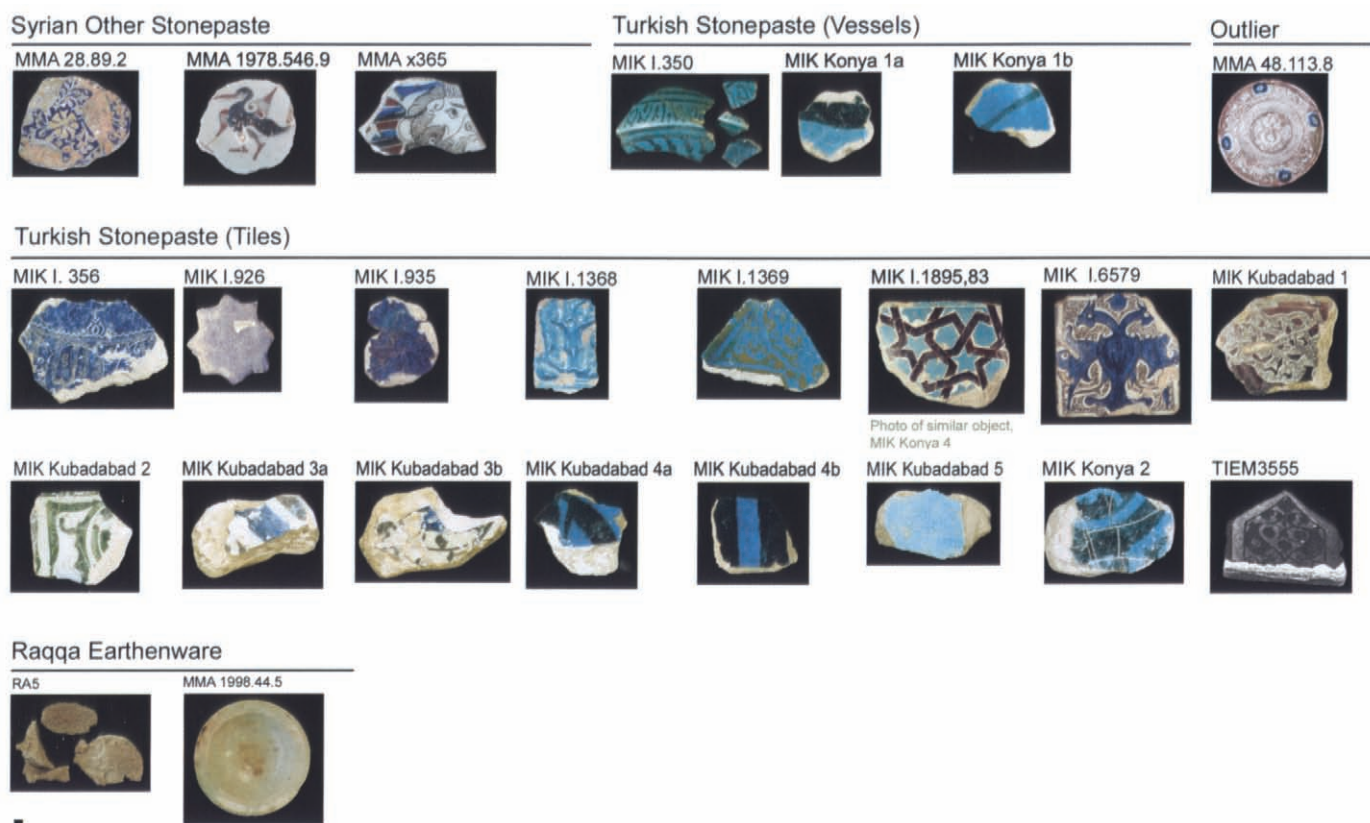 Syrian Other Stonepaste
MMA 28.89.2
MMA 1978.546.9
MMA x365
Turkish Stonepaste (Vessels)
MIK I.350
MIK Konya 1a
MIK Konya 1b
Outlier
MMA 48.113.8
Turkish Stonepaste (Tiles)
MIK I. 356
MIK I.926
MIK I.935
MIK I.1368
MIK I.1369
MIK I.1895,83
Photo of similar object,
MIK Konya 4
MIK I.6579
MIK Kubadabad 1
MIK Kubadabad 2
MIK Kubadabad 3a
MIK Kubadabad 3b
MIK Kubadabad 4a
MIK Kubadabad 4b
MIK Kubadabad 5
MIK Konya 2
TIEM3555
Raqqa Earthenware
RA5
MMA 1998.44.5